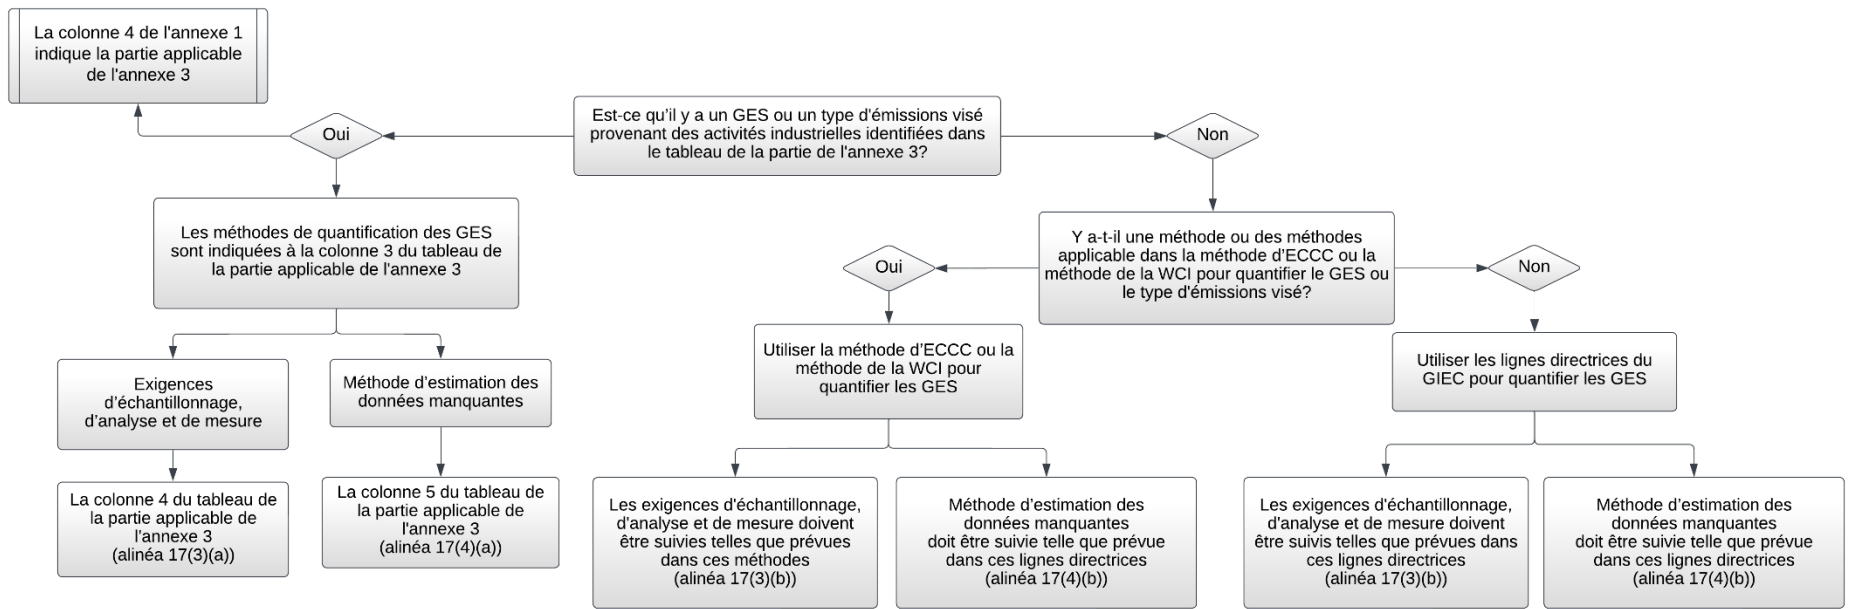 La colonne 4 de l'annexe 1
indique la partie applicable
de l'annexe 3
Est-ce qu'il y a un GES ou un type d'émissions visé
provenant des activités industrielles identifiées dans
le tableau de la partie de l'annexe 3?
Oui
Non
Les méthodes de quantification des GES
sont indiquées à la colonne 3 du tableau de
la partie applicable de l'annexe 3
Y a-t-il une méthode ou des méthodes
applicable dans la méthode d'ECCC ou la
méthode de la WCI pour quantifier le GES ou
le type d'émissions visé?
Oui
Non
Exigences
d'échantillonnage,
d'analyse et de mesure
Méthode d'estimation des
données manquantes
Utiliser la méthode d'ECCC ou la
méthode de la WCI pour
quantifier les GES
Utiliser les lignes directrices du
GIEC pour quantifier les GES
La colonne 4 du tableau de
la partie applicable de
l'annexe 3
(alinéa 17(3)(a))
La colonne 5 du tableau de
la partie applicable de
l'annexe 3
(alinéa 17(4)(a))
Les exigences d'échantillonnage,
d'analyse et de mesure doivent
être suivies telles que prévues
dans ces méthodes
(alinéa 17(3)(b))
Méthode d'estimation des
données manquantes
doit être suivie telle que prévue
dans ces lignes directrices
(alinéa 17(4)(b))
Les exigences d'échantillonnage,
d'analyse et de mesure doivent
être suivis telles que prévues dans
ces lignes directrices
(alinéa 17(3)(b))
Méthode d'estimation des
données manquantes
doit être suivie telle que prévue
dans ces lignes directrices
(alinéa 17(4)(b))